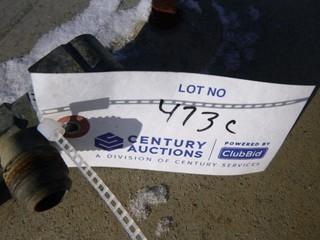 LOT NO
473c
CENTURY AUCTIONS
POWERED BY
ClubBid
A DIVISION OF CENTURY SERVICES